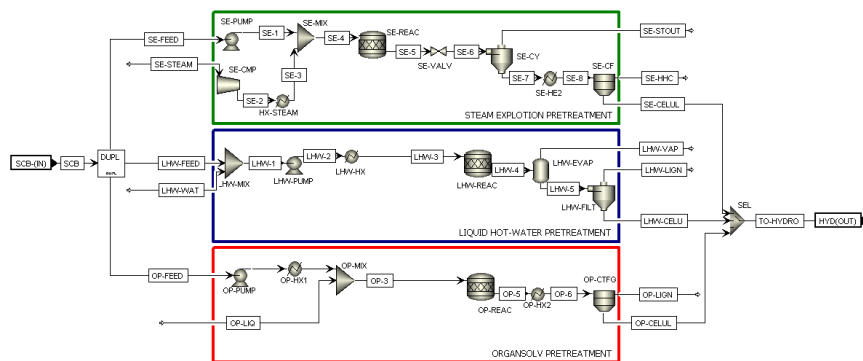 SE-PUMP
SE-MIX
SE-STOUT
SE-FEED
SE-1
SE-4
SE-REAC
SE-5
SE-6
SE-CY
SE-STEAM
SE-CMP
SE-3
SE-VALV
SE-7
SE-8
SE-CF
SE-HHC
SE-2
HX-STEAM
SE-HE2
SE-CELUL
STEAM EXPLOTION PRETREATMENT
SCB-(IN)
SCB
DUPL
LHW-FEED
LHW-1
LHW-2
LHW-HX
LHW-3
LHW-4
LHW-EVAP
LHW-VAP
LHW-WAT
LHW-MIX
LHW-PUMP
LHW-REAC
LHW-5
LHW-LIGN
LHW-FILT
LHW-CELU
SEL
TO-HYDRO
HYD(OUT)
LIQUID HOT-WATER PRETREATMENT
OP-FEED
OP-PUMP
OP-HX1
OP-MIX
OP-3
OP-REAC
OP-5
OP-HX2
OP-6
OP-CTFG
OP-LIGN
OP-LIQ
OP-CELUL
ORGANSOLV PRETREATMENT